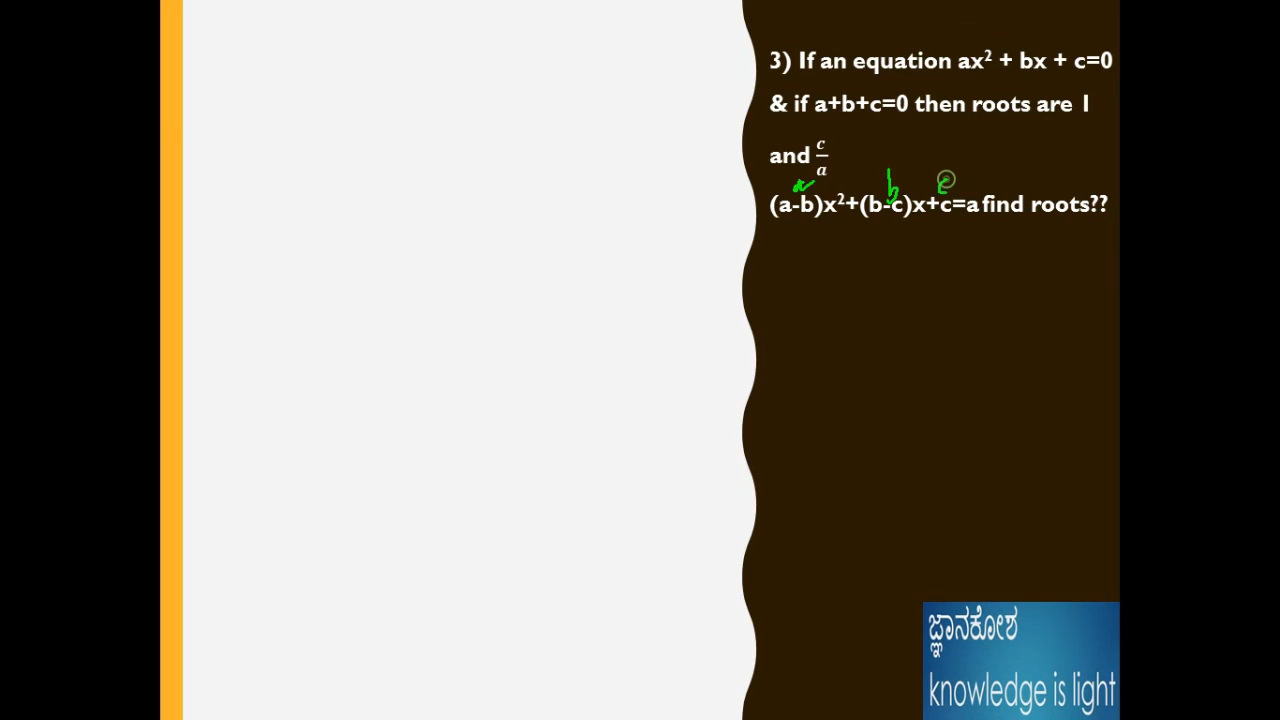 3) If an equation ax² + bx + c=0
& if a+b+c=0 then roots are 1
and c/a
a b c
(a-b)x²+(b-c)x+c=a find roots??
ಜ್ಞಾನಕೋಶ
knowledge is light